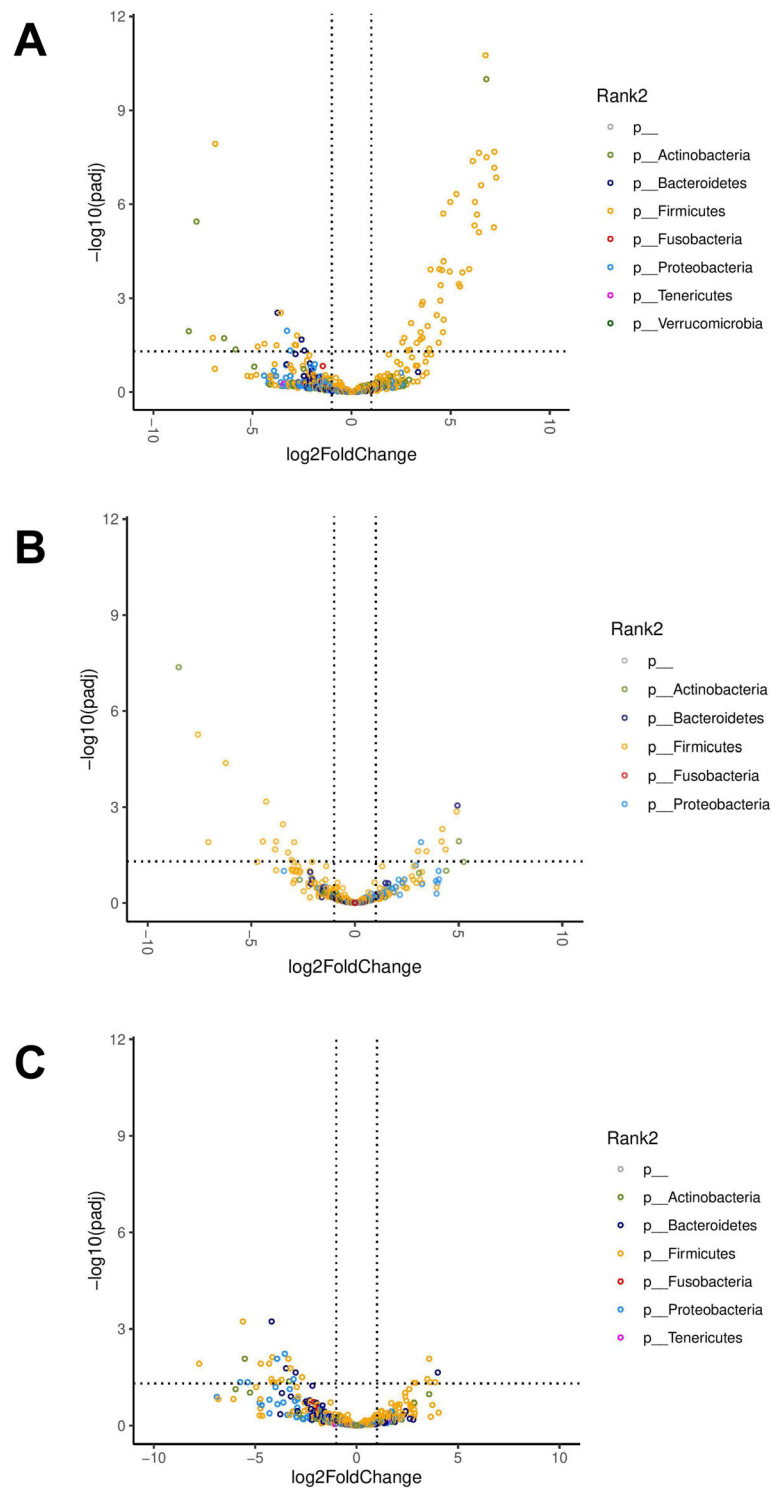 A
12
9
6
3
0
−log10(padj)
−10
−5
0
5
10
log2FoldChange
Rank2
p__
p__Actinobacteria
p__Bacteroidetes
p__Firmicutes
p__Fusobacteria
p__Proteobacteria
p__Tenericutes
p__Verrucomicrobia
B
12
9
6
3
0
−log10(padj)
−10
−5
0
5
10
log2FoldChange
Rank2
p__
p__Actinobacteria
p__Bacteroidetes
p__Firmicutes
p__Fusobacteria
p__Proteobacteria
C
12
9
6
3
0
−log10(padj)
−10
−5
0
5
10
log2FoldChange
Rank2
p__
p__Actinobacteria
p__Bacteroidetes
p__Firmicutes
p__Fusobacteria
p__Proteobacteria
p__Tenericutes